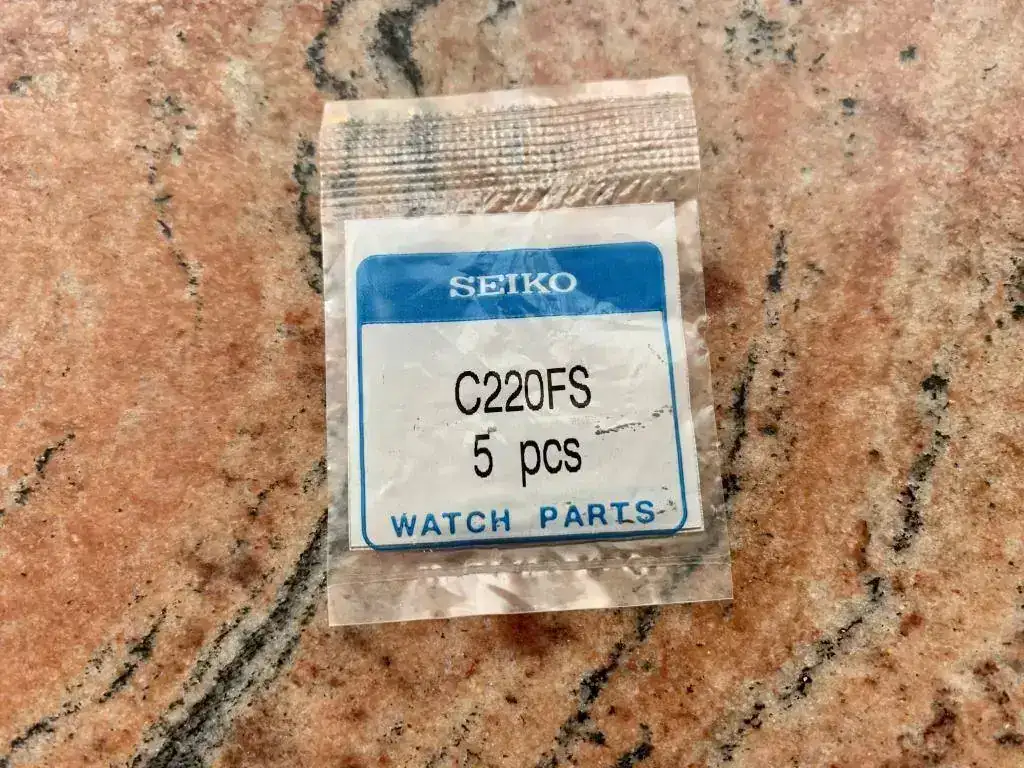 SEIKO
C220FS
5 pcs
WATCH PARTS